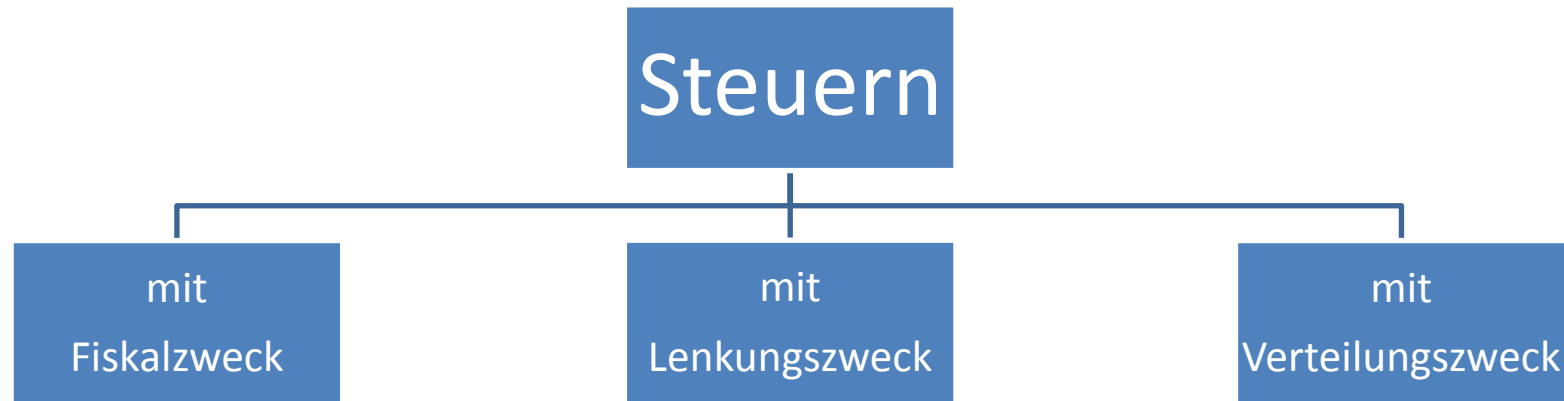 Steuern
mit
Fiskalzweck
mit
Lenkungszweck
mit
Verteilungszweck